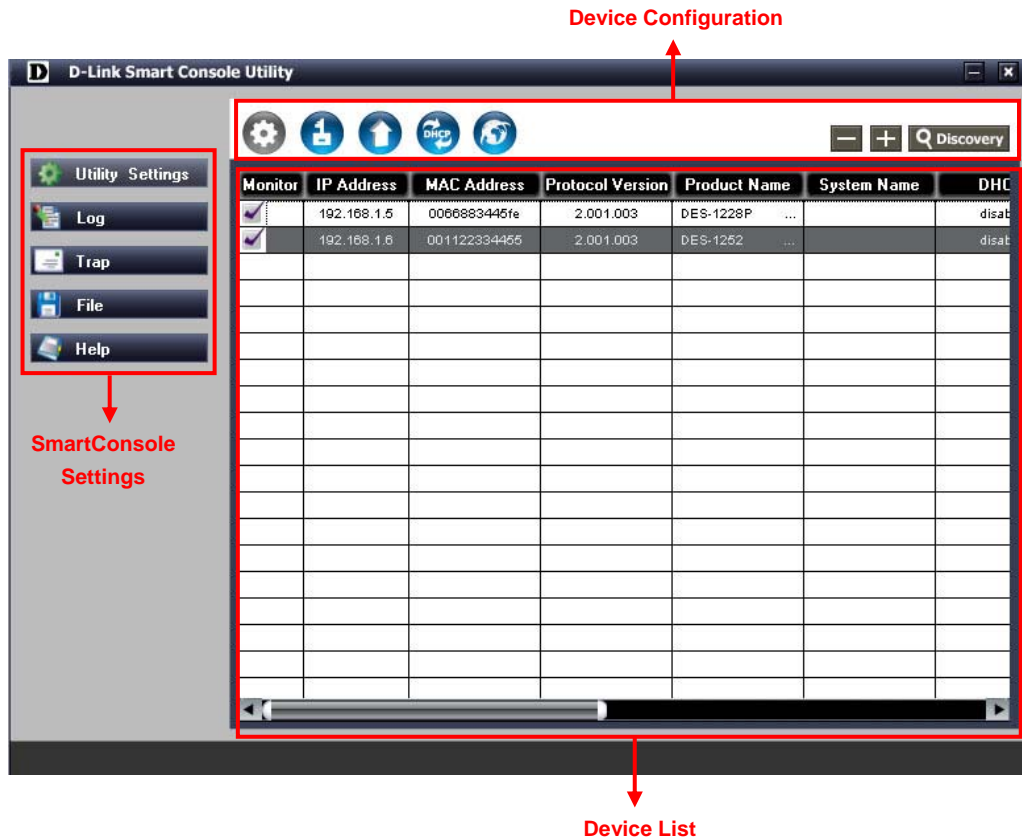 Device Configuration
D D-Link Smart Console Utility
DHCP
Discovery
Utility Settings
Log
Trap
File
Help
Monitor IP Address MAC Address Protocol Version Product Name System Name DHC
192.168.1.5 0066883445fe 2.001.003 DES-1228P ... disab
192.168.1.6 001122334455 2.001.003 DES-1252 ... disab
SmartConsole
Settings
Device List